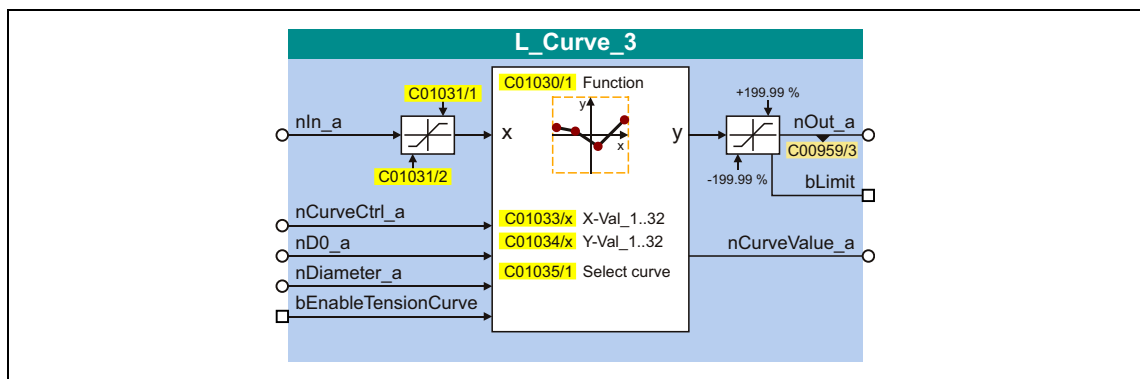 L_Curve_3
C01030/1 Function
C01031/1
+199.99 %
y
nIn_a
x
y
nOut_a
x
C00959/3
C01031/2
-199.99 %
bLimit
nCurveCtrl_a
C01033/x X-Val_1..32
nD0_a
C01034/x Y-Val_1..32
nCurveValue_a
nDiameter_a
C01035/1 Select curve
bEnableTensionCurve